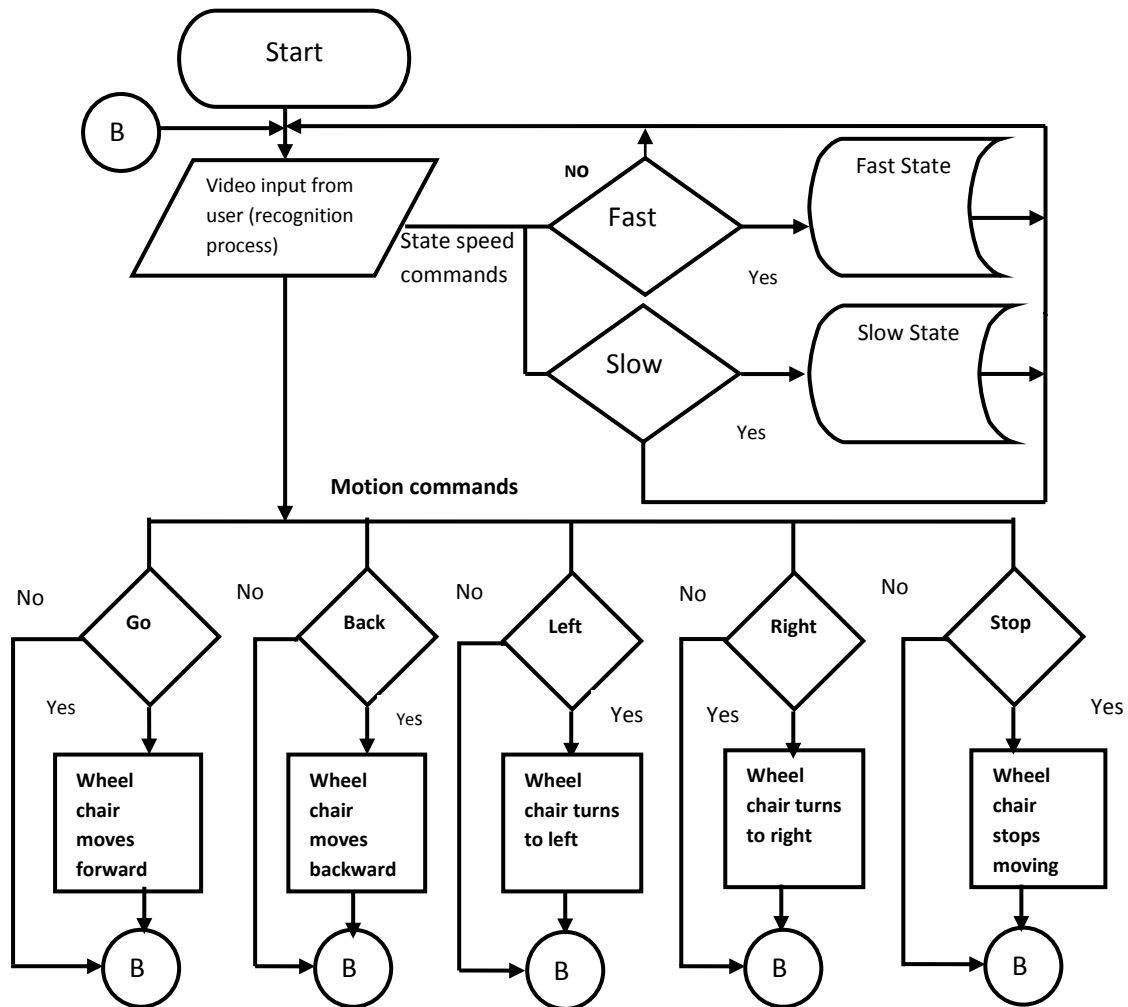 Start
B
Video input from
user (recognition
process)
State speed
commands
NO
Fast
Yes
Fast State
Slow
Yes
Slow State
Motion commands
No
Go
Yes
Wheel
chair
moves
forward
B
No
Back
Yes
Wheel
chair
moves
backward
B
No
Left
Yes
Wheel
chair turns
to left
B
No
Right
Yes
Wheel
chair turns
to right
B
No
Stop
Yes
Wheel
chair
stops
moving
B